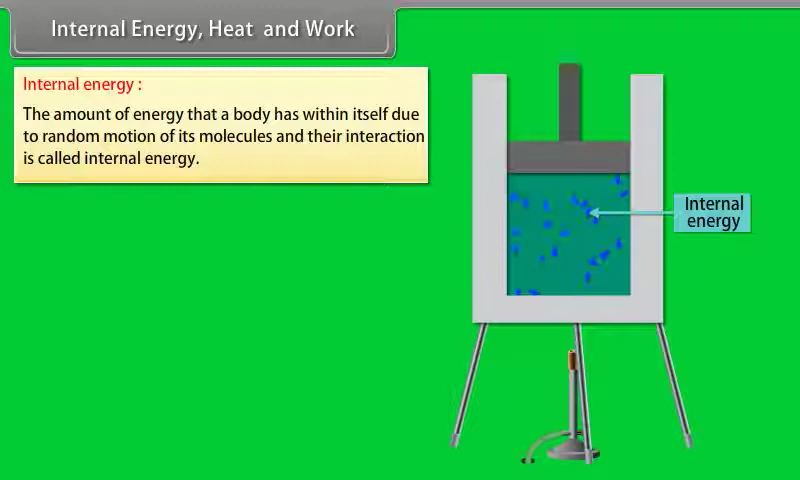 Internal Energy, Heat and Work
Internal energy :
The amount of energy that a body has within itself due
to random motion of its molecules and their interaction
is called internal energy.
Internal
energy